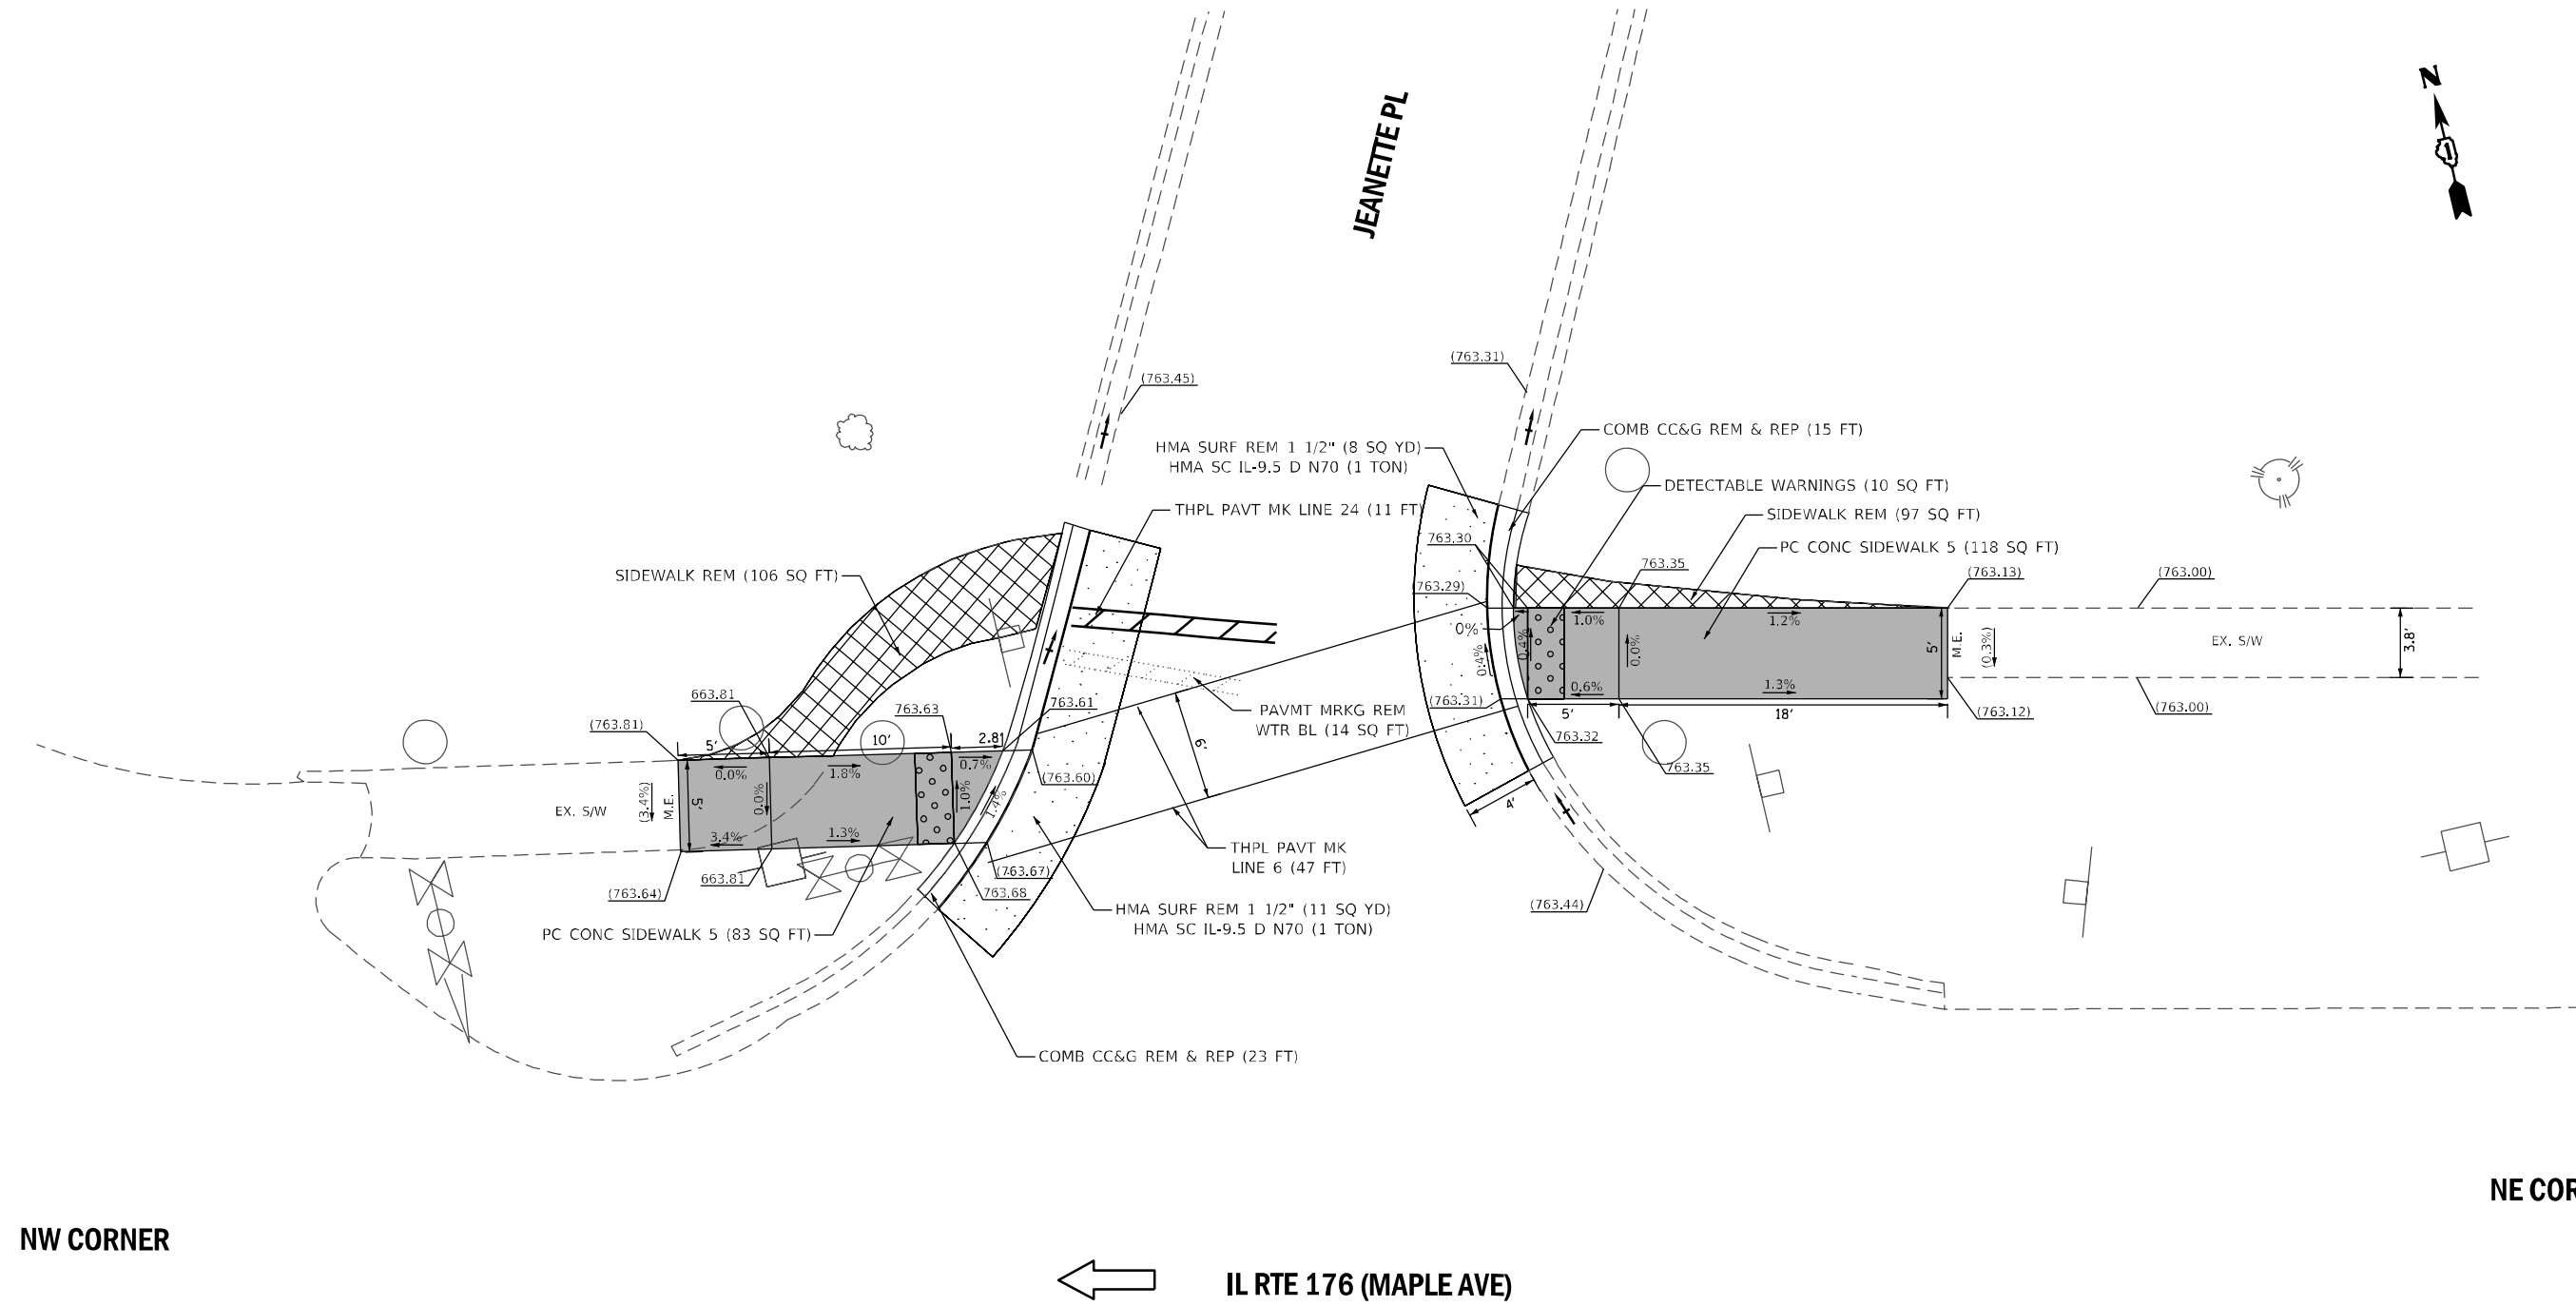 N
1
JEANETTE PL
(763.31)
(763.45)
COMB CC&G REM & REP (15 FT)
HMA SURF REM 1 1/2" (8 SQ YD)
HMA SC IL-9.5 D N70 (1 TON)
DETECTABLE WARNINGS (10 SQ FT)
THPL PAVT MK LINE 24 (11 FT)
SIDEWALK REM (97 SQ FT)
763.30
PC CONC SIDEWALK 5 (118 SQ FT)
763.35
(763.13)
(763.00)
SIDEWALK REM (106 SQ FT)
(763.29)
1.0%
1.2%
0%
0.4%
0.4%
0.0%
5'
M.E.
(0.3%)
EX. S/W
3.8'
0.6%
1.3%
(763.31)
5'
18'
(763.12)
(763.00)
763.32
763.35
663.81
763.63
763.61
PAVMT MRKG REM
WTR BL (14 SQ FT)
(763.81)
5'
10'
2.8'
6'
0.0%
1.8%
0.7%
(763.60)
(3.4%)
M.E.
5'
0.0%
1.0%
1.4%
4'
EX. S/W
3.4%
1.3%
THPL PAVT MK
LINE 6 (47 FT)
(763.64)
663.81
(763.67)
763.68
(763.44)
HMA SURF REM 1 1/2" (11 SQ YD)
HMA SC IL-9.5 D N70 (1 TON)
PC CONC SIDEWALK 5 (83 SQ FT)
COMB CC&G REM & REP (23 FT)
NE COR
NW CORNER
IL RTE 176 (MAPLE AVE)